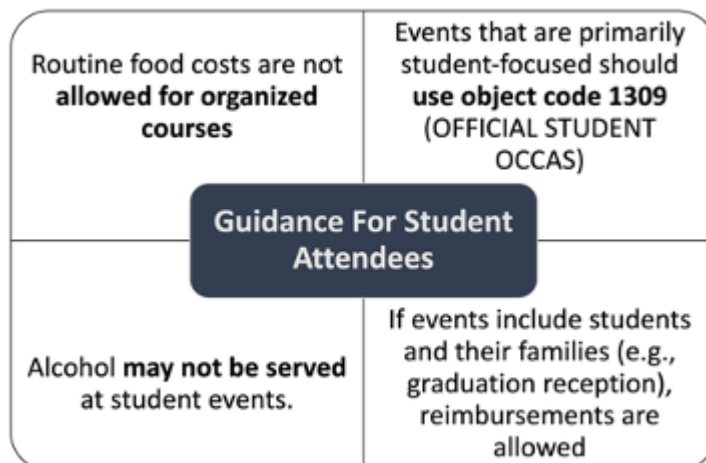 Routine food costs are not
allowed for organized
courses
Events that are primarily
student-focused should
use object code 1309
(OFFICIAL STUDENT
OCCAS)
Guidance For Student
Attendees
Alcohol may not be served
at student events.
If events include students
and their families (e.g.,
graduation reception),
reimbursements are
allowed